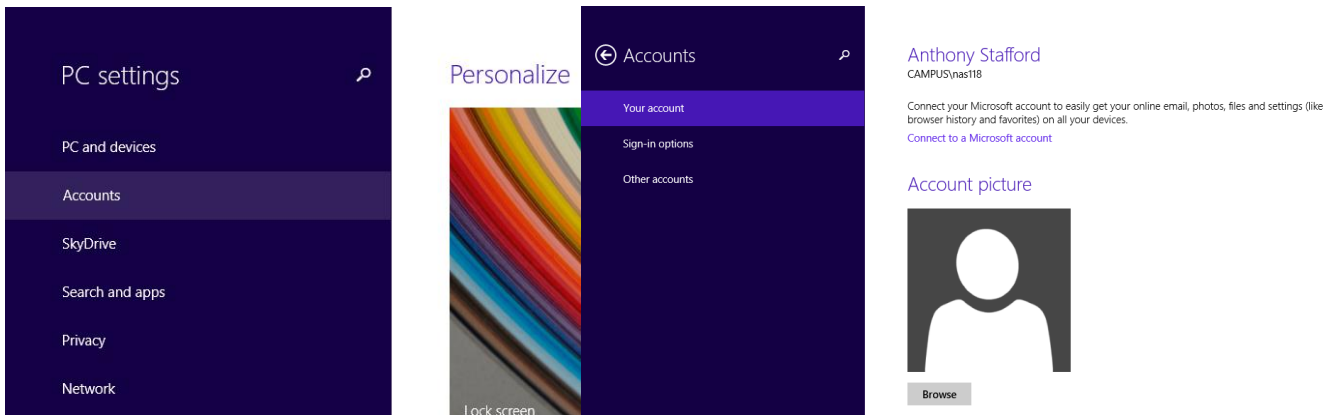 PC settings
PC and devices
Accounts
SkyDrive
Search and apps
Privacy
Network
Personalize
Lock screen
Accounts
Your account
Sign-in options
Other accounts
Anthony Stafford
CAMPUS\nas118
Connect your Microsoft account to easily get your online email, photos, files and settings (like
browser history and favorites) on all your devices.
Connect to a Microsoft account
Account picture
Browse